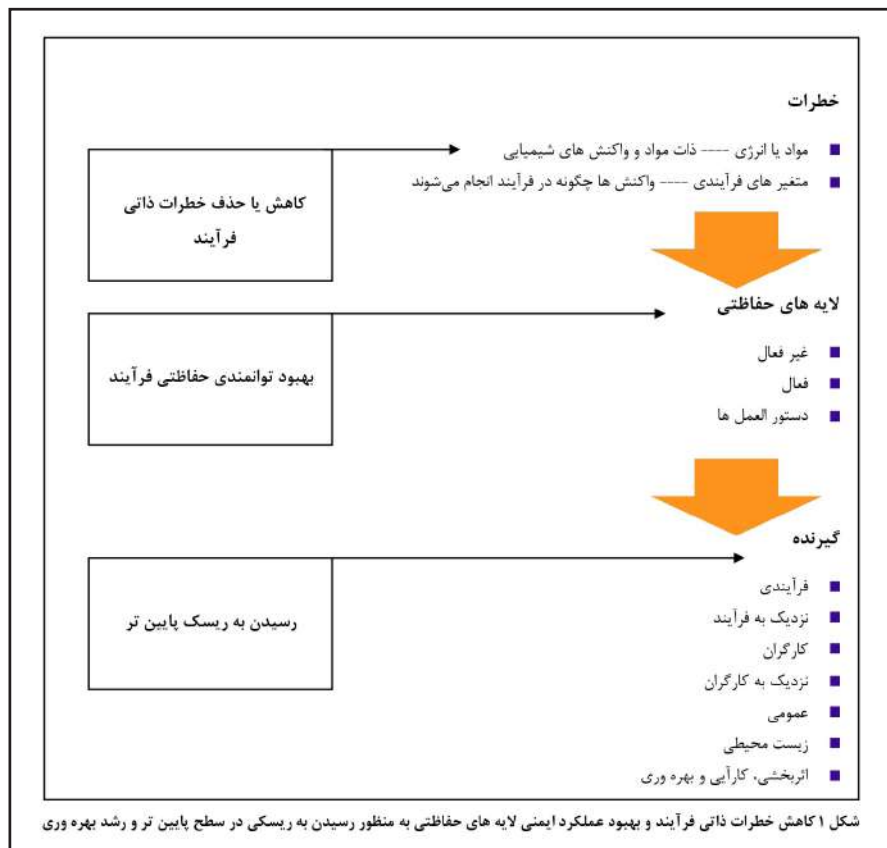 خطرات
مواد یا انرژی ---- ذات مواد و واکنش های شیمیایی
متغیر های فرآیندی ---- واکنش ها چگونه در فرآیند انجام می‌شوند
کاهش یا حذف خطرات ذاتی
فرآیند
لایه های حفاظتی
غیر فعال
فعال
دستور العمل ها
بهبود توانمندی حفاظتی فرآیند
گیرنده
فرآیندی
نزدیک به فرآیند
کارگران
نزدیک به کارگران
عمومی
زیست محیطی
اثربخشی، کارآیی و بهره وری
رسیدن به ریسک پایین تر
شکل ۱ کاهش خطرات ذاتی فرآیند و بهبود عملکرد ایمنی لایه های حفاظتی به منظور رسیدن به ریسکی در سطح پایین تر و رشد بهره وری